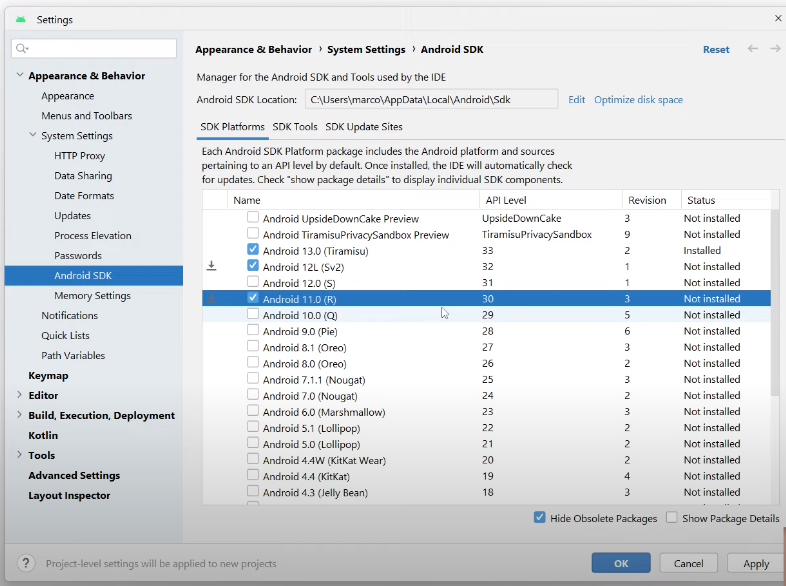 Settings
Appearance & Behavior
Appearance
Menus and Toolbars
System Settings
HTTP Proxy
Data Sharing
Date Formats
Updates
Process Elevation
Passwords
Android SDK
Memory Settings
Notifications
Quick Lists
Path Variables
Keymap
Editor
Build, Execution, Deployment
Kotlin
Tools
Advanced Settings
Layout Inspector
Appearance & Behavior › System Settings › Android SDK
Reset
Manager for the Android SDK and Tools used by the IDE
Android SDK Location: C:\Users\marco\AppData\Local\Android\Sdk Edit Optimize disk space
SDK Platforms SDK Tools SDK Update Sites
Each Android SDK Platform package includes the Android platform and sources
pertaining to an API level by default. Once installed, the IDE will automatically check
for updates. Check "show package details" to display individual SDK components.
Name API Level Revision Status
Android UpsideDownCake Preview UpsideDownCake 3 Not installed
Android TiramisuPrivacySandbox Preview TiramisuPrivacySandbox 9 Not installed
Android 13.0 (Tiramisu) 33 2 Installed
Android 12L (Sv2) 32 1 Not installed
Android 12.0 (S) 31 1 Not installed
Android 11.0 (R) 30 3 Not installed
Android 10.0 (Q) 29 5 Not installed
Android 9.0 (Pie) 28 6 Not installed
Android 8.1 (Oreo) 27 3 Not installed
Android 8.0 (Oreo) 26 2 Not installed
Android 7.1.1 (Nougat) 25 3 Not installed
Android 7.0 (Nougat) 24 2 Not installed
Android 6.0 (Marshmallow) 23 3 Not installed
Android 5.1 (Lollipop) 22 2 Not installed
Android 5.0 (Lollipop) 21 2 Not installed
Android 4.4W (KitKat Wear) 20 2 Not installed
Android 4.4 (KitKat) 19 4 Not installed
Android 4.3 (Jelly Bean) 18 3 Not installed
Hide Obsolete Packages Show Package Details
? Project-level settings will be applied to new projects
OK Cancel Apply